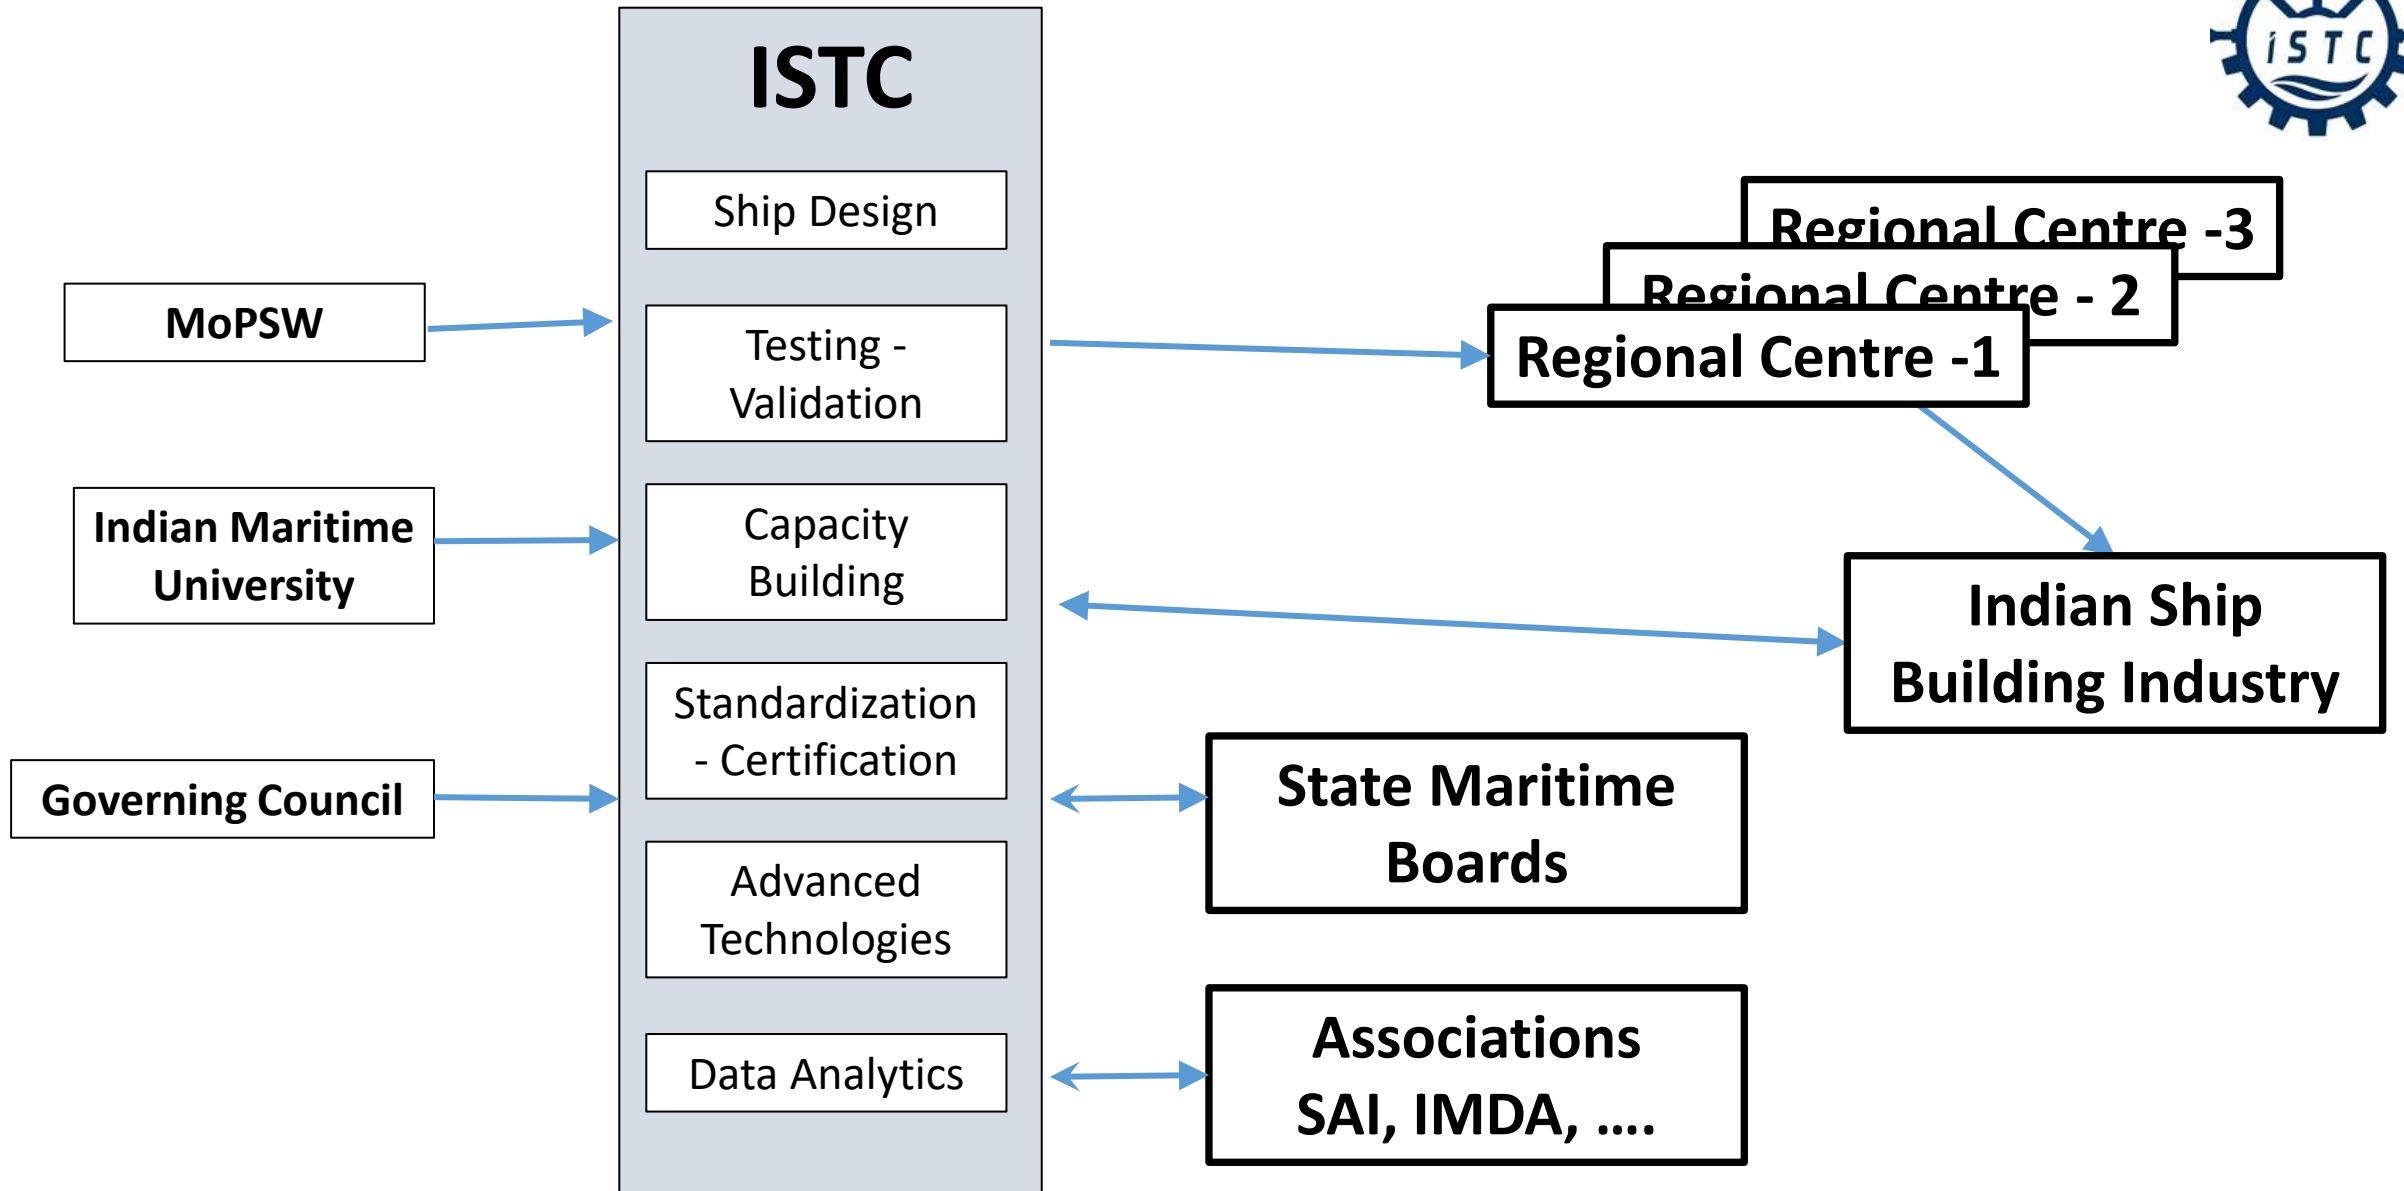 ISTC
ISTC
Ship Design
Testing -
Validation
Capacity
Building
Standardization
- Certification
Advanced
Technologies
Data Analytics
MoPSW
Indian Maritime
University
Governing Council
Regional Centre -3
Regional Centre - 2
Regional Centre -1
Indian Ship
Building Industry
State Maritime
Boards
Associations
SAI, IMDA, ....